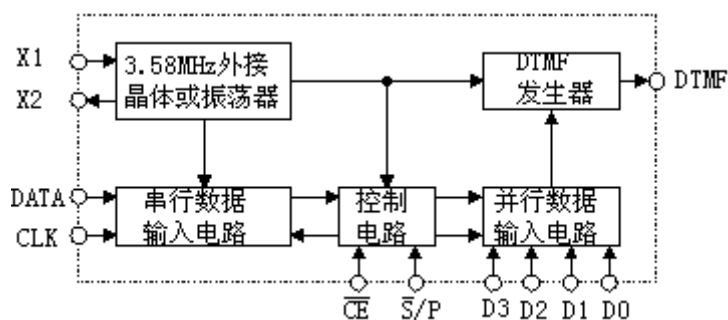 X1
X2
3.58MHz外接
晶体或振荡器
DTMF
发生器
DTMF
DATA
CLK
串行数据
输入电路
控制
电路
并行数据
输入电路
C̅E̅
S̅/P
D3
D2
D1
D0